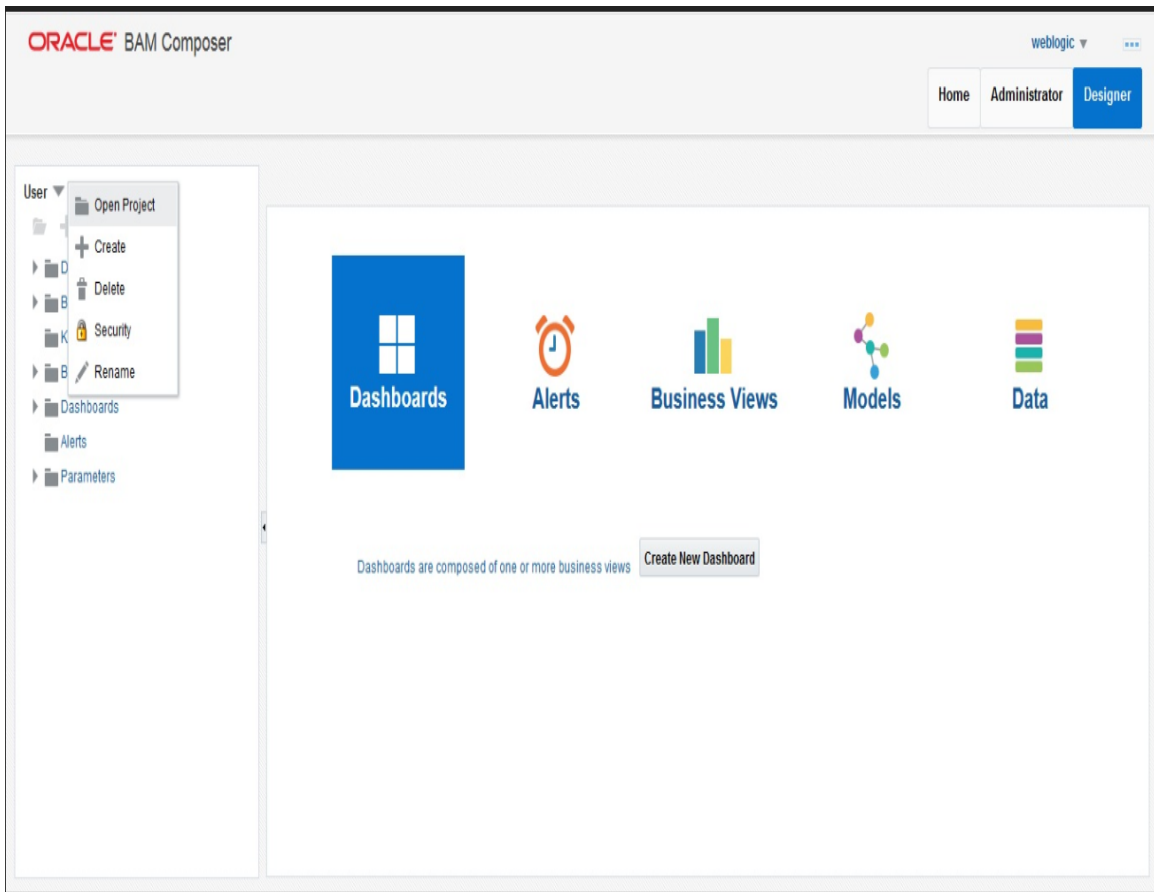 ORACLE BAM Composer
weblogic
Home Administrator Designer
User
Open Project
Create
D
Delete
B
Security
K
Rename
B
Dashboards
Alerts
Parameters
Dashboards Alerts Business Views Models Data
Dashboards are composed of one or more business views Create New Dashboard